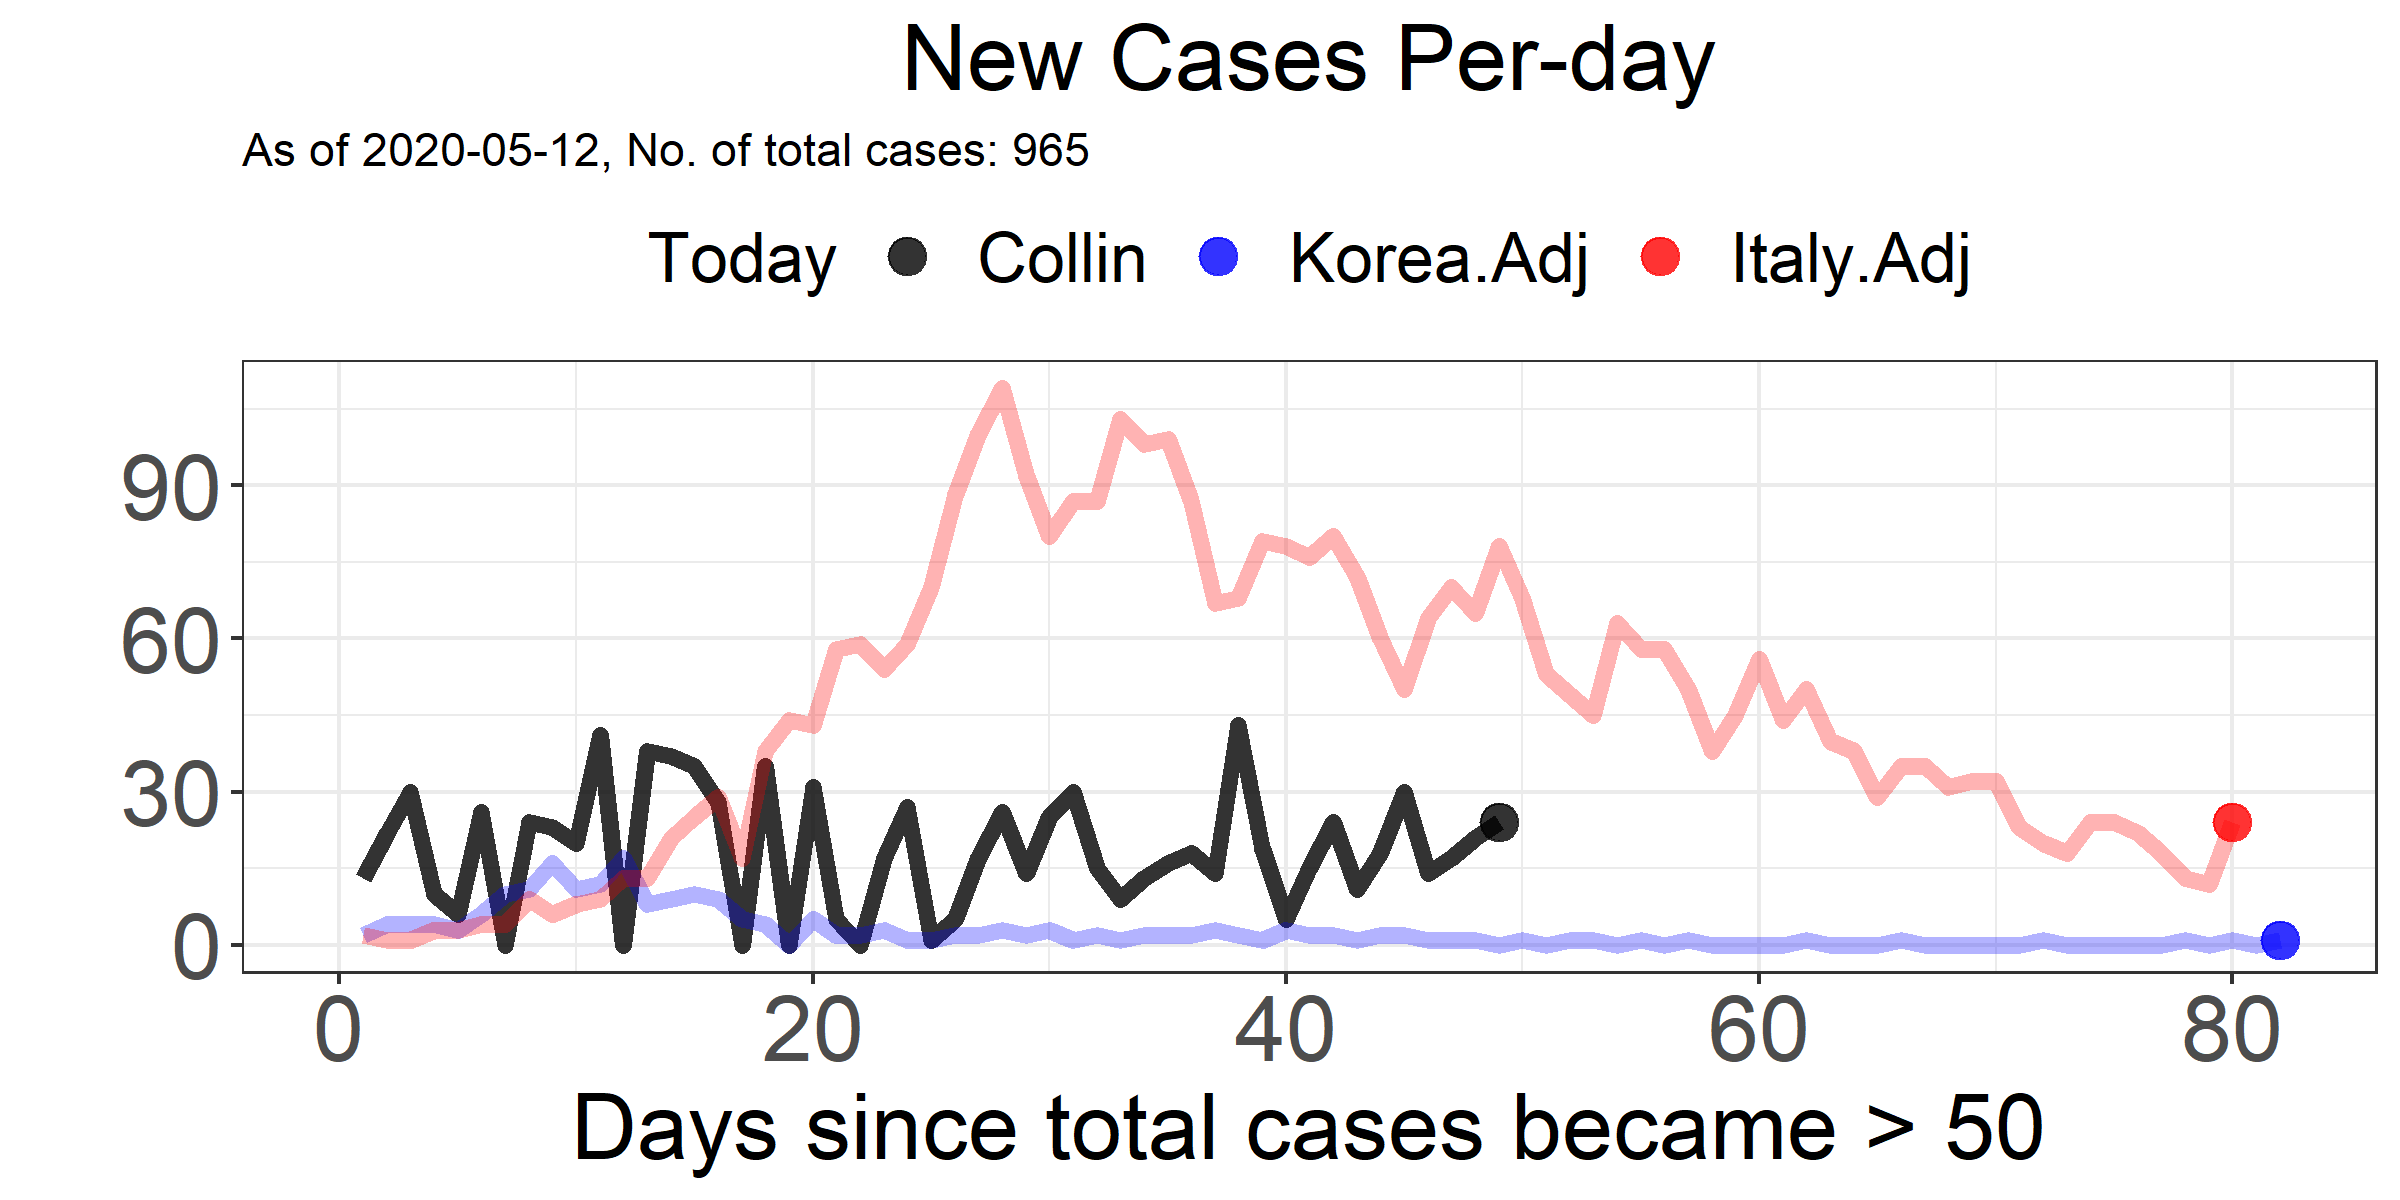 New Cases Per-day
As of 2020-05-12, No. of total cases: 965
Today Collin Korea.Adj Italy.Adj
90
60
30
0
0 20 40 60 80
Days since total cases became > 50